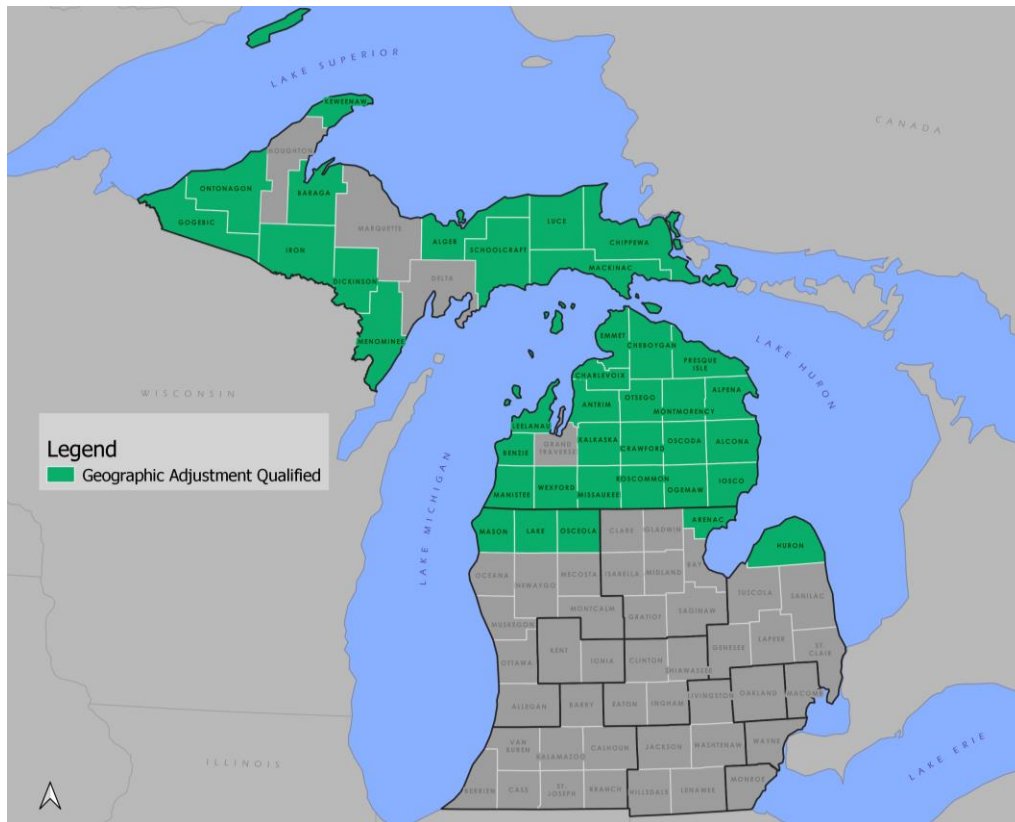 LAKE SUPERIOR
CANADA
KEWEENAW
HOUGHTON
ONTONAGON
BARAGA
GOGEBIC
MARQUETTE
IRON
ALGER
SCHOOLCRAFT
LUCE
CHIPPEWA
MACKINAC
DICKINSON
DELTA
MENOMINEE
EMMET
CHEBOYGAN
PRESQUE
ISLE
LAKE HURON
WISCONSIN
CHARLEVOIX
ANTRIM
OTSEGO
MONTMORENCY
ALPENA
Legend
Geographic Adjustment Qualified
LEELANAU
BENZIE
GRAND
TRAVERSE
KALKASKA
CRAWFORD
OSCODA
ALCONA
MANISTEE
WEXFORD
MISSAUKEE
ROSCOMMON
OGEMAW
IOSCO
LAKE MICHIGAN
MASON
LAKE
OSCEOLA
CLARE
GLADWIN
ARENAC
HURON
OCEANA
NEWAYGO
MECOSTA
ISABELLA
MIDLAND
BAY
TUSCOLA
SANILAC
MUSKEGON
MONTCALM
GRATIOT
SAGINAW
OTTAWA
KENT
IONIA
CLINTON
SHIAWASSEE
GENESEE
LAPEER
ST
CLAIR
ALLEGAN
BARRY
EATON
INGHAM
LIVINGSTON
OAKLAND
MACOMB
VAN
BUREN
KALAMAZOO
CALHOUN
JACKSON
WASHTENAW
WAYNE
BERRIEN
CASS
ST.
JOSEPH
BRANCH
HILLSDALE
LENAWEE
MONROE
ILLINOIS
LAKE ERIE